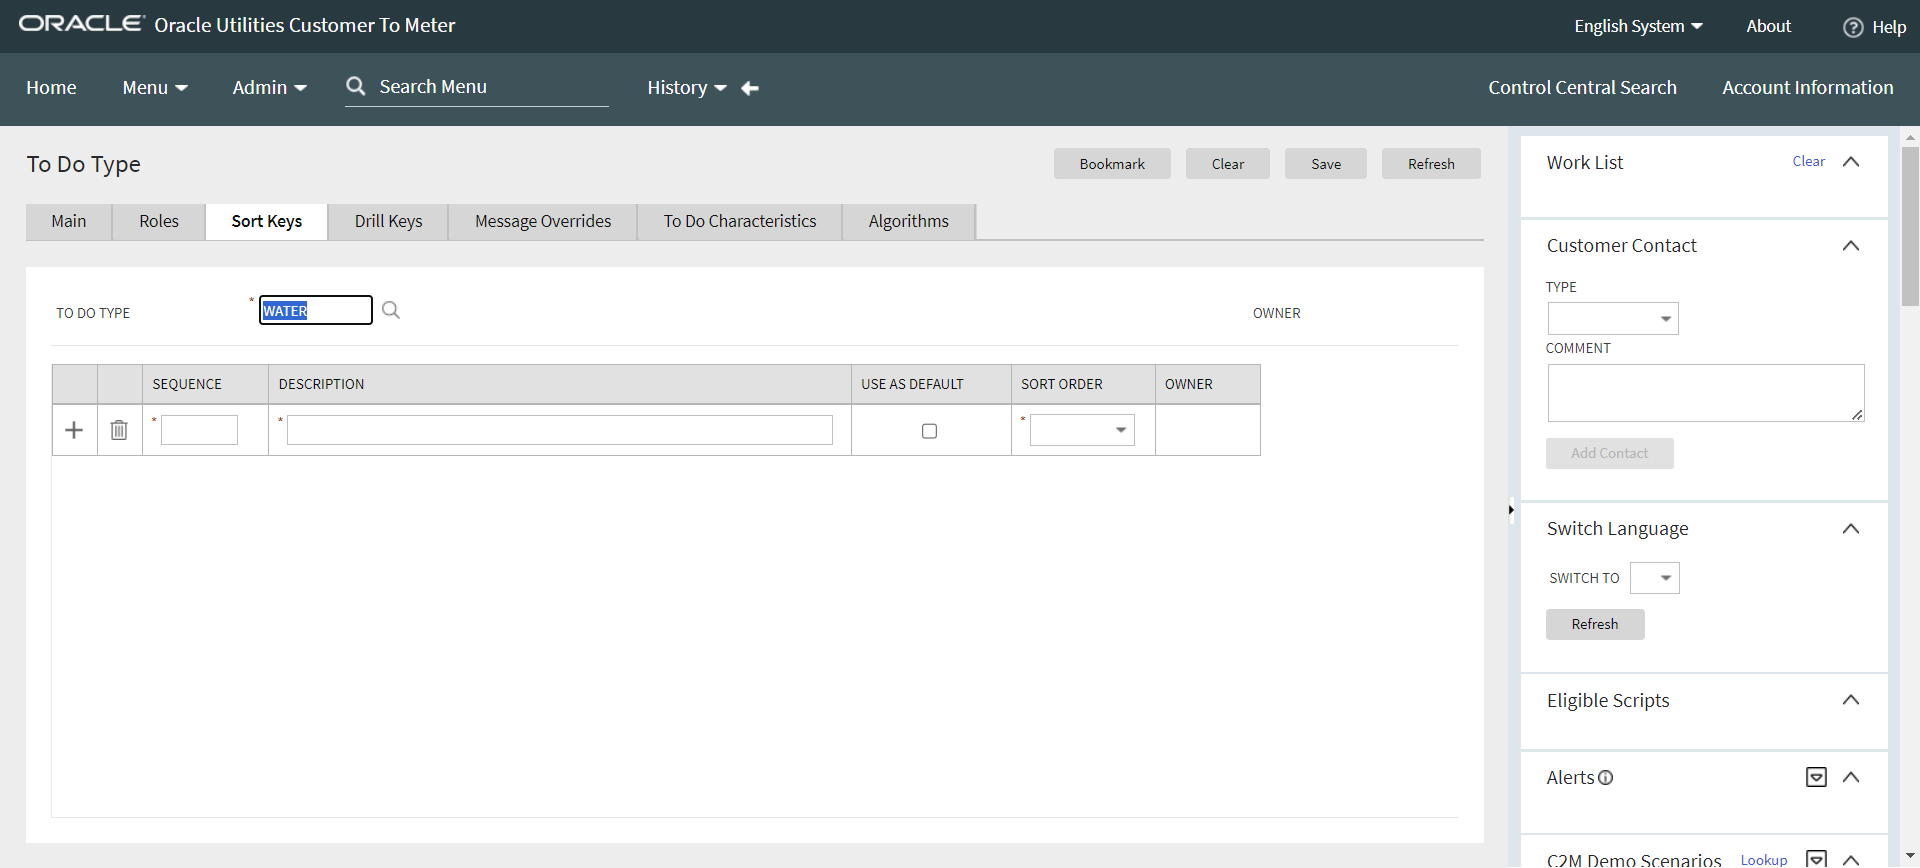 ORACLE Oracle Utilities Customer To Meter
English System About ? Help
Home Menu Admin Search Menu History Control Central Search Account Information
To Do Type
Bookmark Clear Save Refresh
Main Roles Sort Keys Drill Keys Message Overrides To Do Characteristics Algorithms
TO DO TYPE * WATER OWNER
SEQUENCE DESCRIPTION USE AS DEFAULT SORT ORDER OWNER
* * *
Work List Clear
Customer Contact
TYPE
COMMENT
Add Contact
Switch Language
SWITCH TO
Refresh
Eligible Scripts
Alerts
C2M Demo Scenarios Lookup